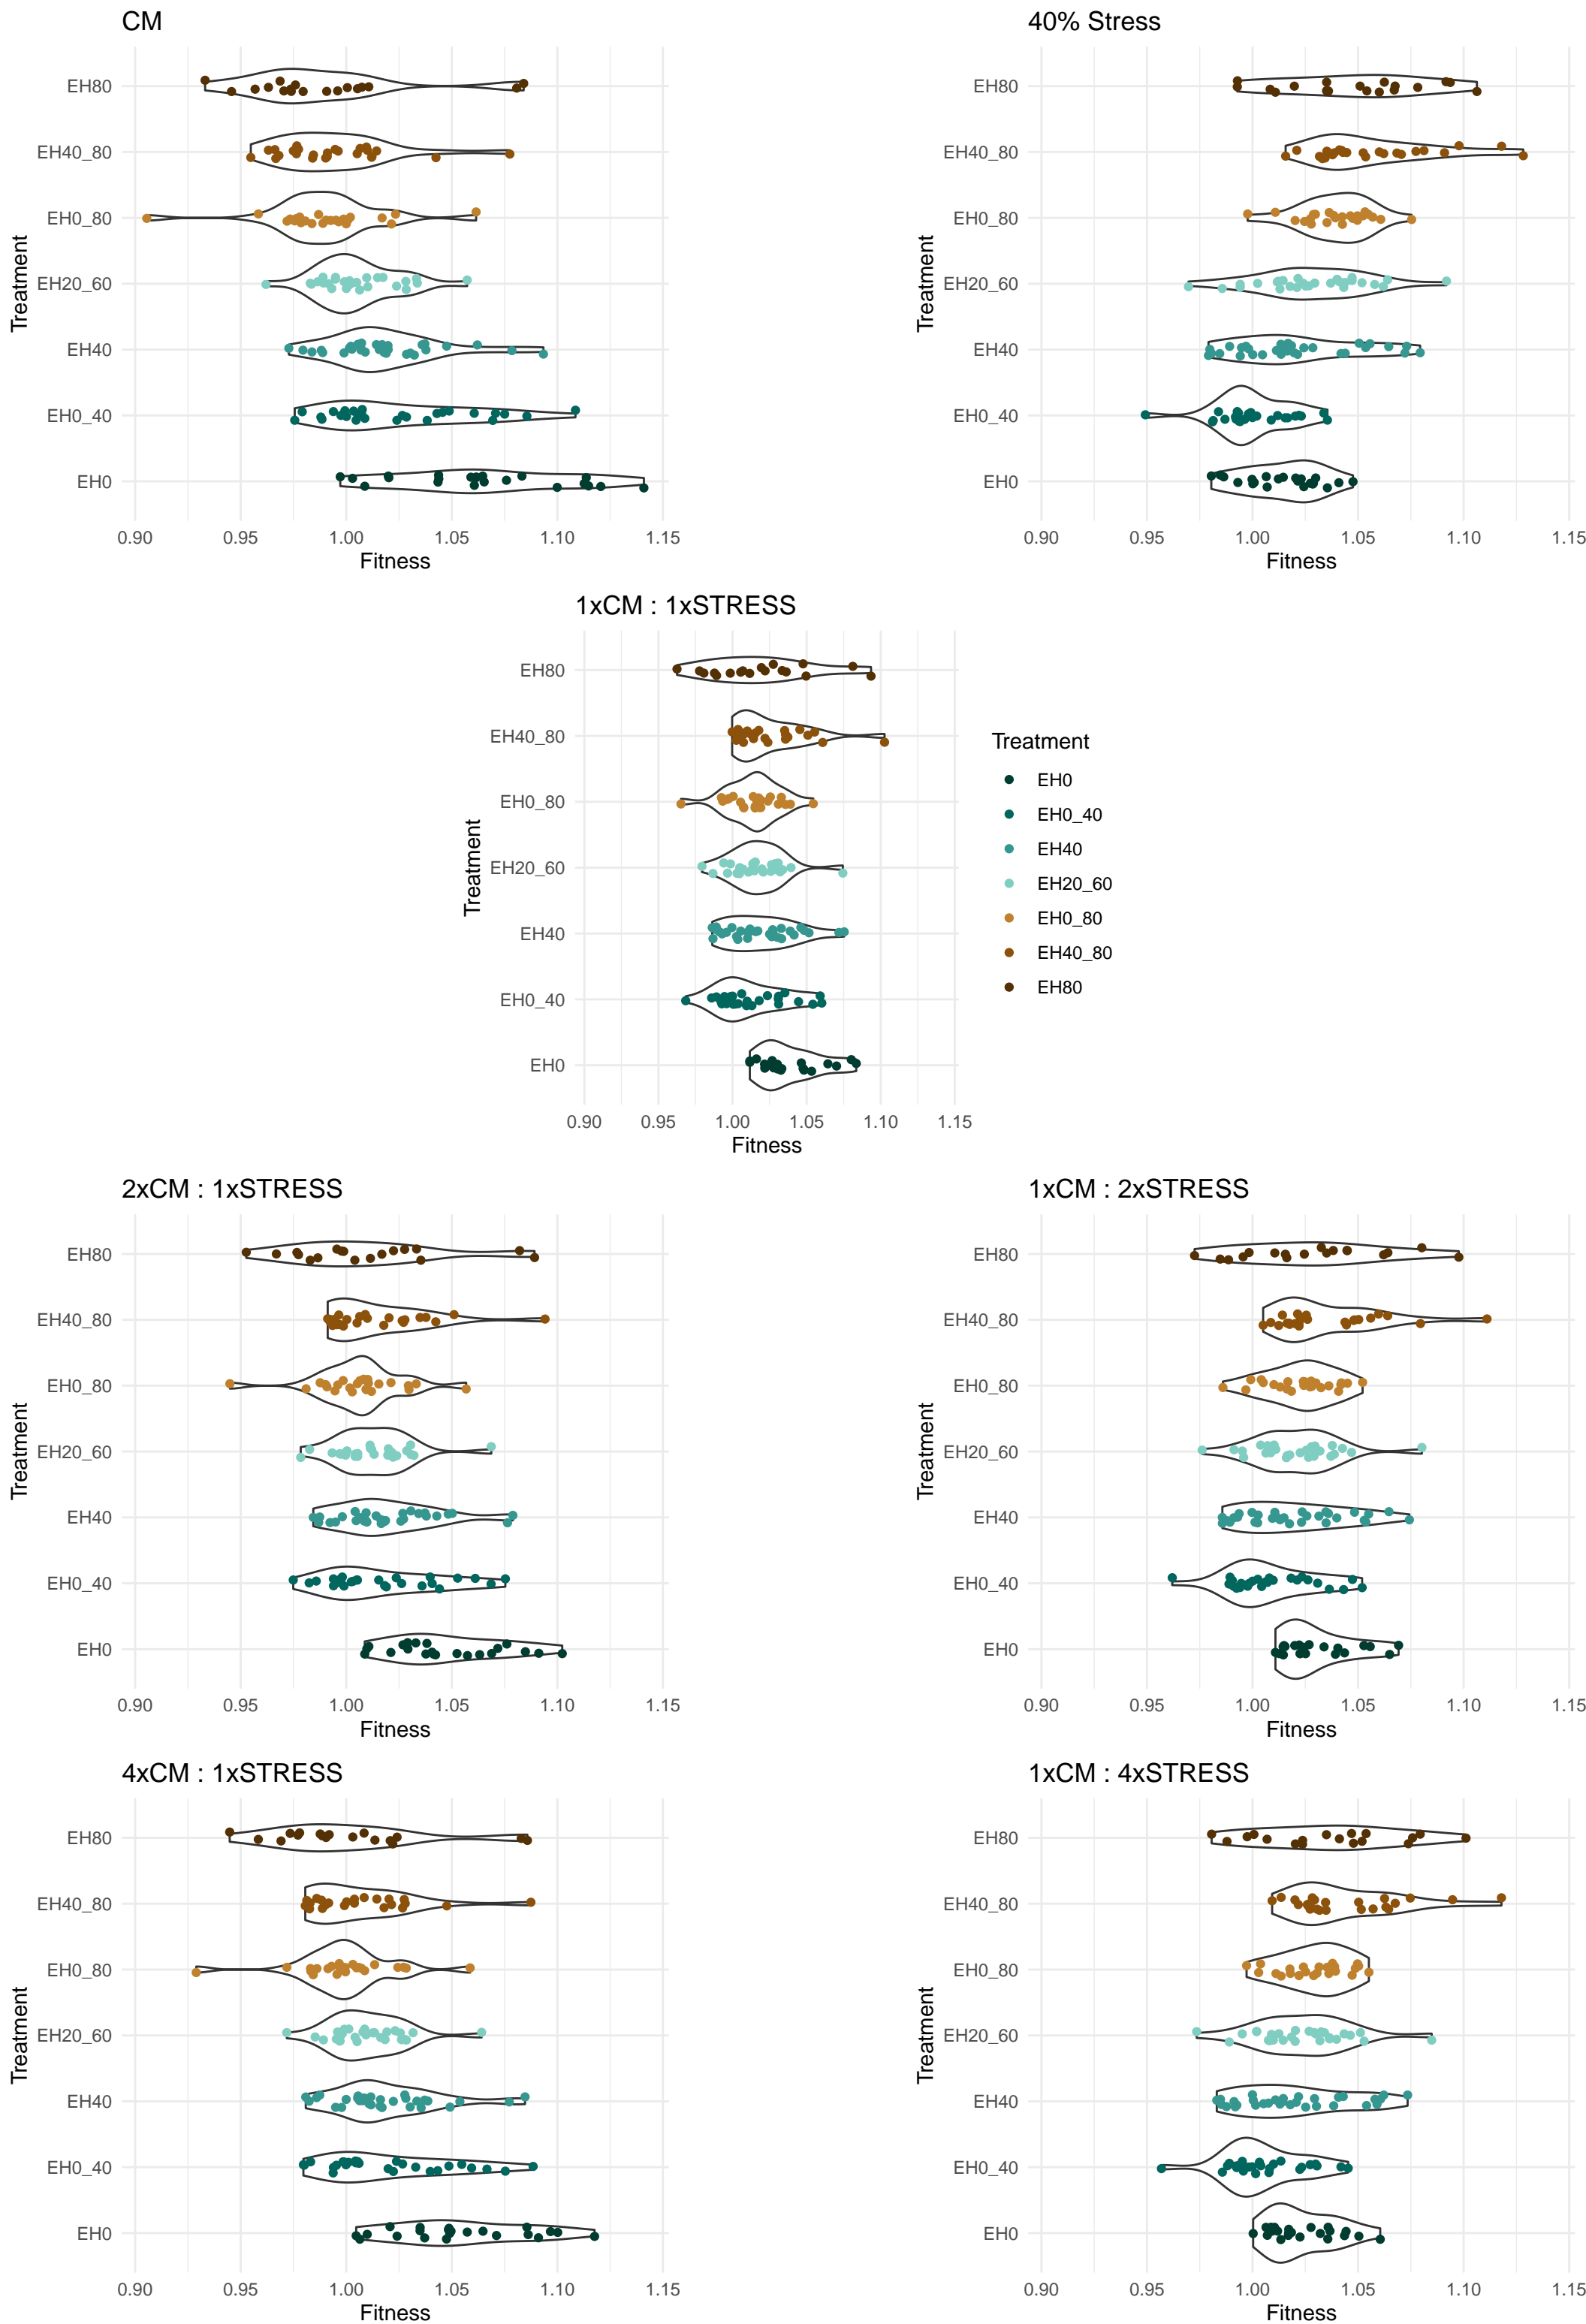 CM
Treatment
EH80
EH40_80
EH0_80
EH20_60
EH40
EH0_40
EH0
0.90 0.95 1.00 1.05 1.10 1.15
Fitness
40% Stress
Treatment
EH80
EH40_80
EH0_80
EH20_60
EH40
EH0_40
EH0
0.90 0.95 1.00 1.05 1.10 1.15
Fitness
1xCM : 1xSTRESS
Treatment
EH80
EH40_80
EH0_80
EH20_60
EH40
EH0_40
EH0
0.90 0.95 1.00 1.05 1.10 1.15
Fitness
Treatment
EH0
EH0_40
EH40
EH20_60
EH0_80
EH40_80
EH80
2xCM : 1xSTRESS
Treatment
EH80
EH40_80
EH0_80
EH20_60
EH40
EH0_40
EH0
0.90 0.95 1.00 1.05 1.10 1.15
Fitness
1xCM : 2xSTRESS
Treatment
EH80
EH40_80
EH0_80
EH20_60
EH40
EH0_40
EH0
0.90 0.95 1.00 1.05 1.10 1.15
Fitness
4xCM : 1xSTRESS
Treatment
EH80
EH40_80
EH0_80
EH20_60
EH40
EH0_40
EH0
0.90 0.95 1.00 1.05 1.10 1.15
Fitness
1xCM : 4xSTRESS
Treatment
EH80
EH40_80
EH0_80
EH20_60
EH40
EH0_40
EH0
0.90 0.95 1.00 1.05 1.10 1.15
Fitness